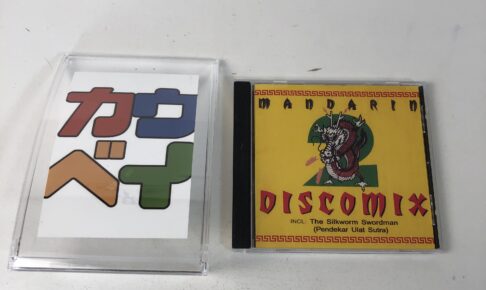 カウ
ベイ
MANDARIN
2
DISCOMIX
INCL: The Silkworm Swordman
(Pendekar Ulat Sutra)